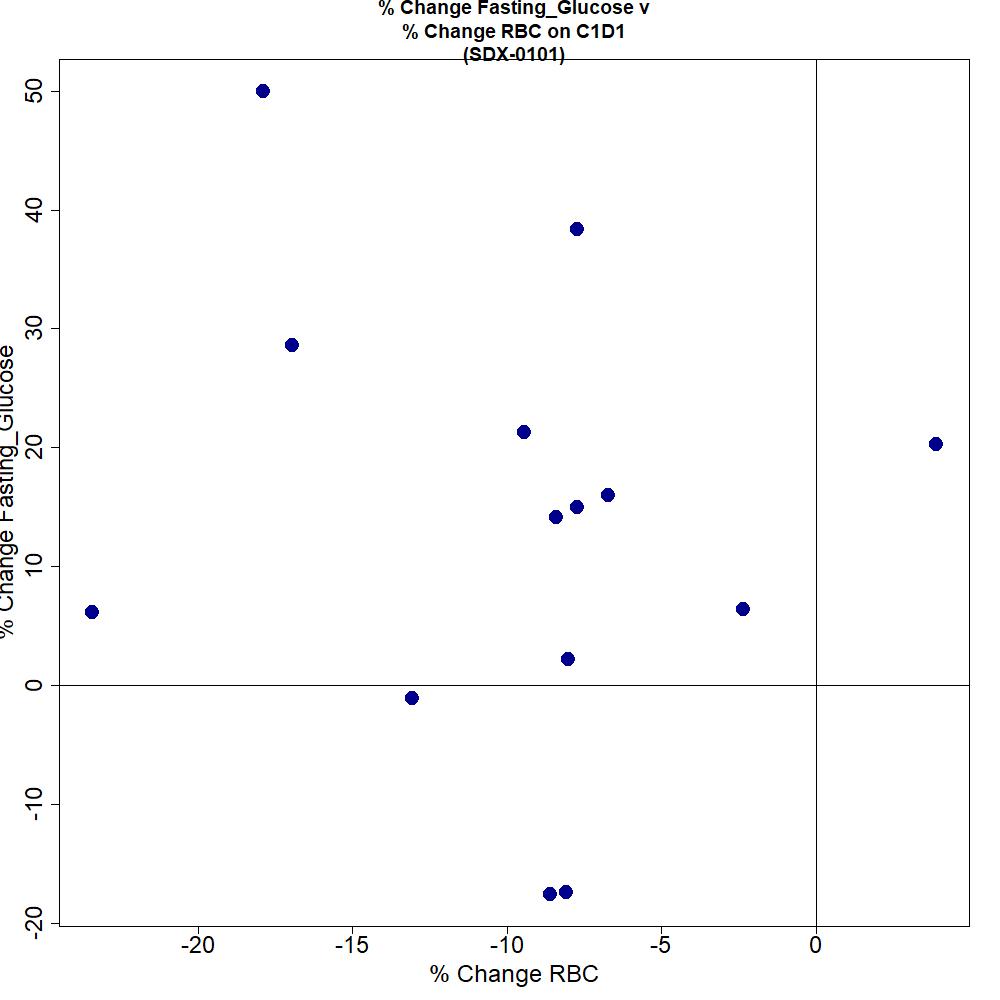 % Change Fasting_Glucose v
% Change RBC on C1D1
(SDX-0101)
% Change Fasting_Glucose
50
40
30
20
10
0
-10
-20
-20 -15 -10 -5 0
% Change RBC